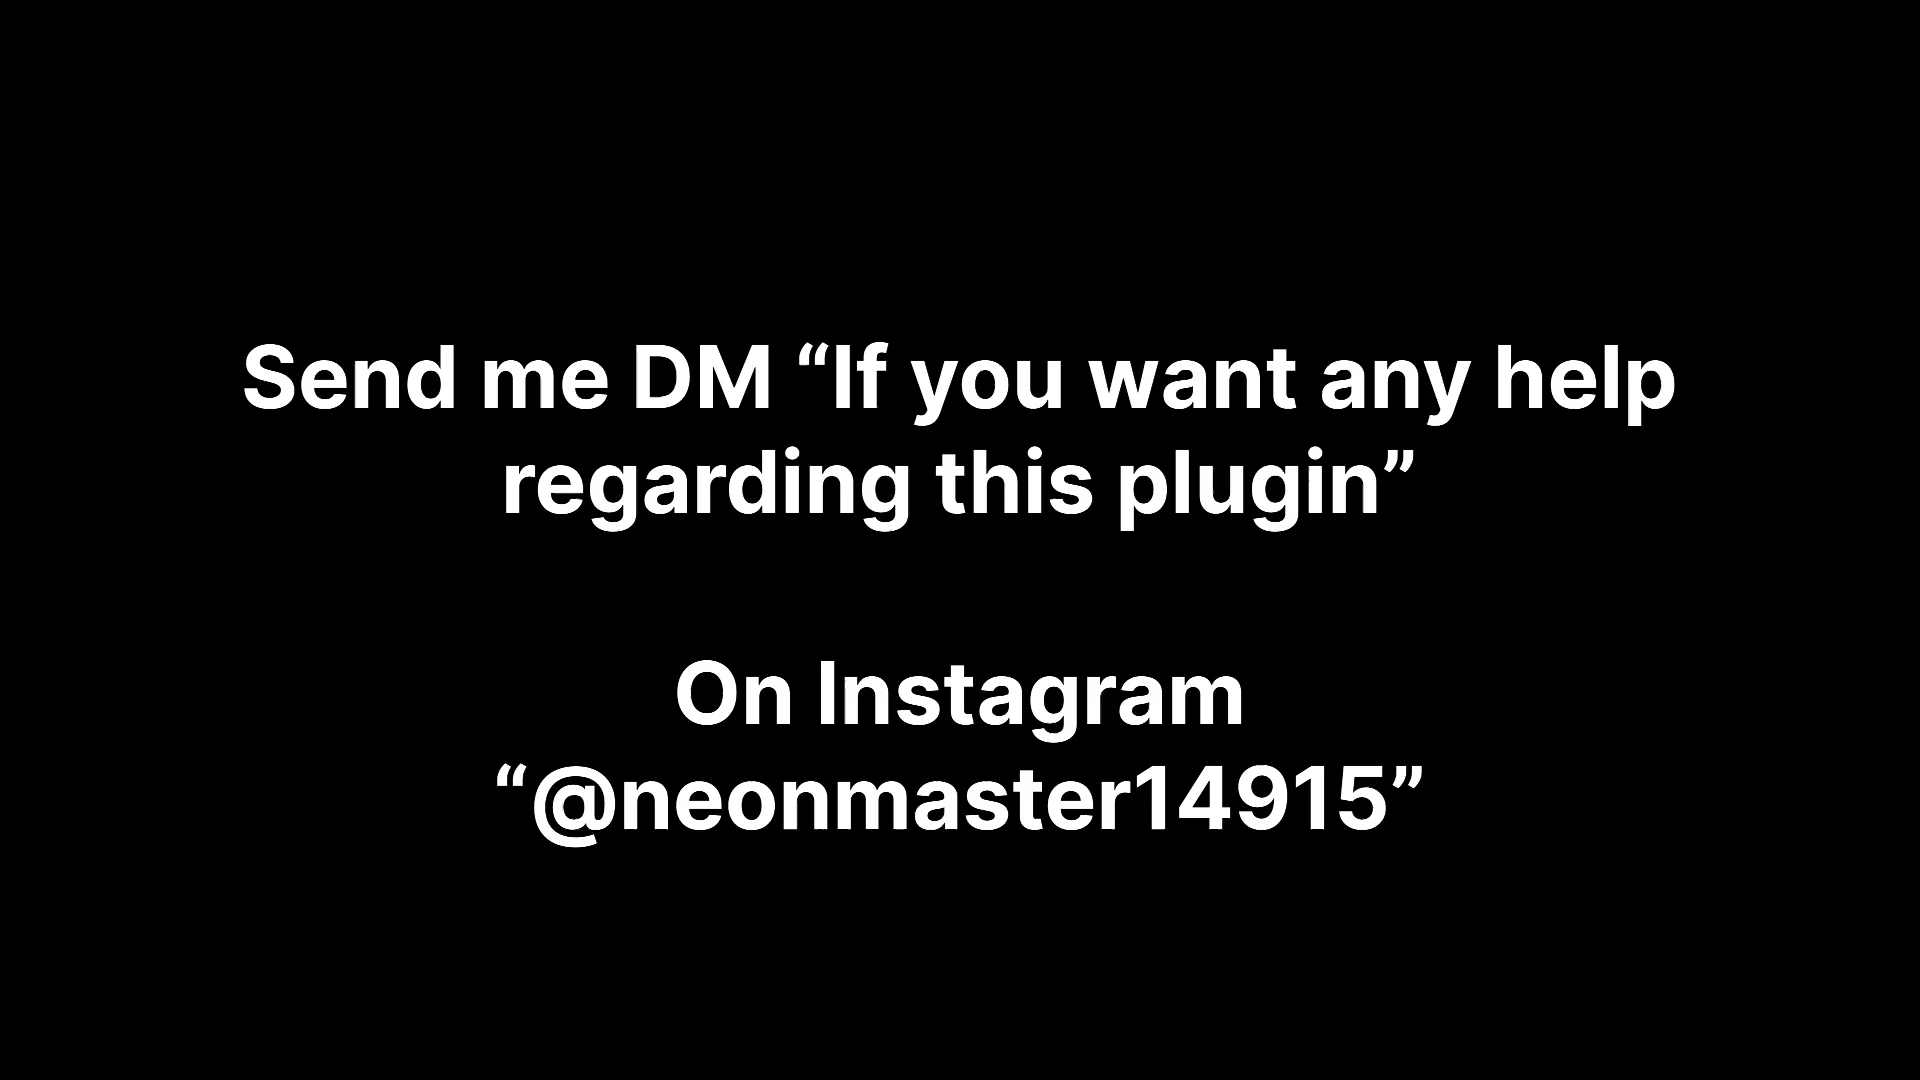 Send me DM “If you want any help
regarding this plugin”
On Instagram
“@neonmaster14915”